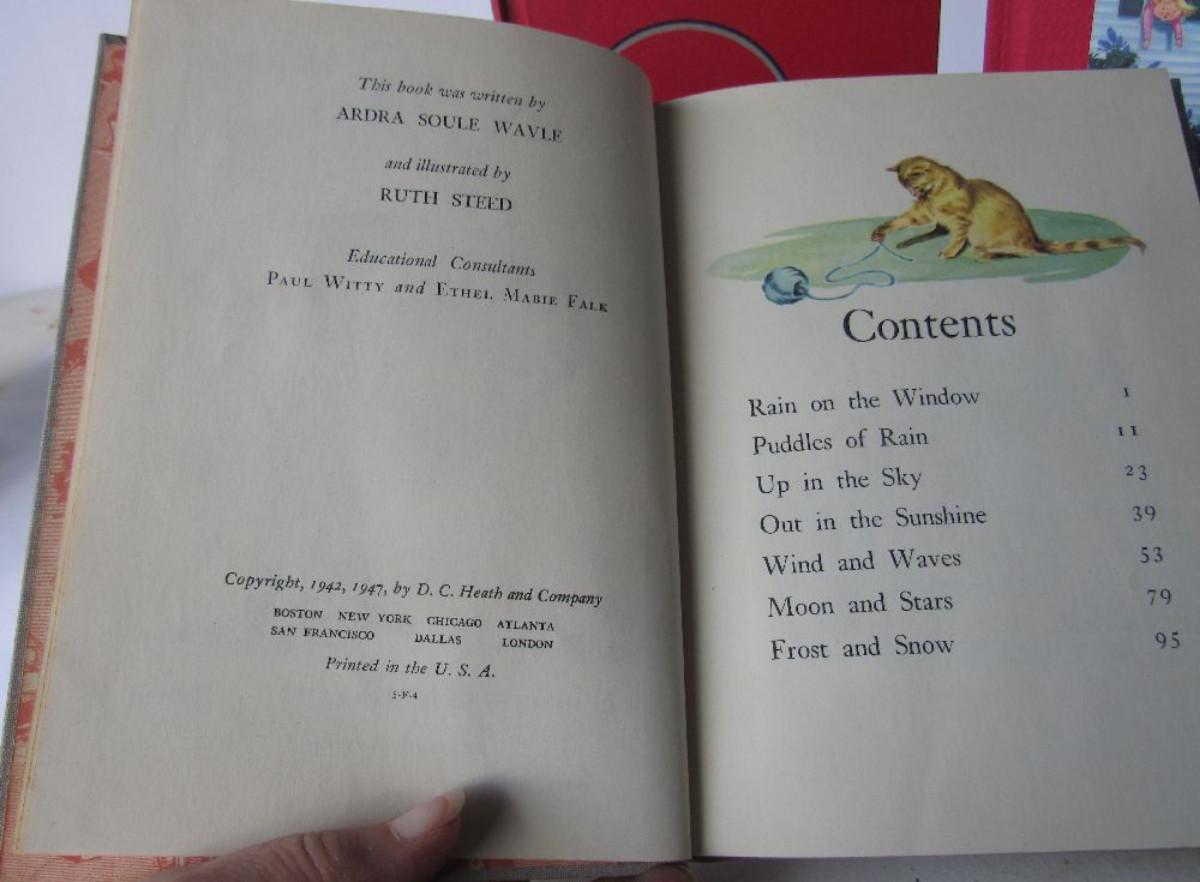 This book was written by
ARDRA SOULE WAVLE
and illustrated by
RUTH STEED
Educational Consultants
PAUL WITTY and ETHEL MABIE FALK
Copyright, 1942, 1947, by D. C. Heath and Company
BOSTON NEW YORK CHICAGO ATLANTA
SAN FRANCISCO DALLAS LONDON
Printed in the U. S. A.
Contents
Rain on the Window 1
Puddles of Rain 11
Up in the Sky 23
Out in the Sunshine 39
Wind and Waves 53
Moon and Stars 79
Frost and Snow 95